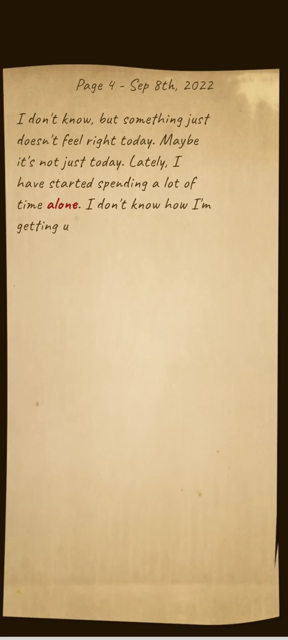 Page 4 - Sep 8th, 2022
I don't know, but something just
doesn't feel right today. Maybe
it's not just today. Lately, I
have started spending a lot of
time alone. I don't know how I'm
getting u